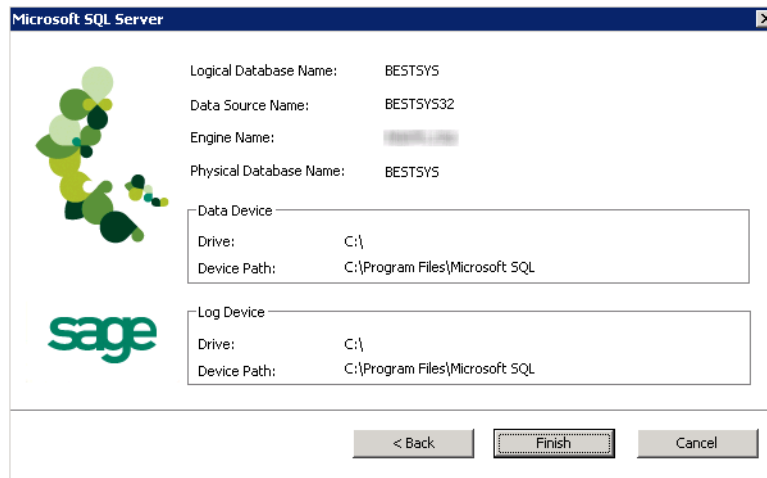 Microsoft SQL Server
Logical Database Name: BESTSYS
Data Source Name: BESTSYS32
Engine Name:
Physical Database Name: BESTSYS
Data Device
Drive: C:\
Device Path: C:\Program Files\Microsoft SQL
sage
Log Device
Drive: C:\
Device Path: C:\Program Files\Microsoft SQL
< Back Finish Cancel